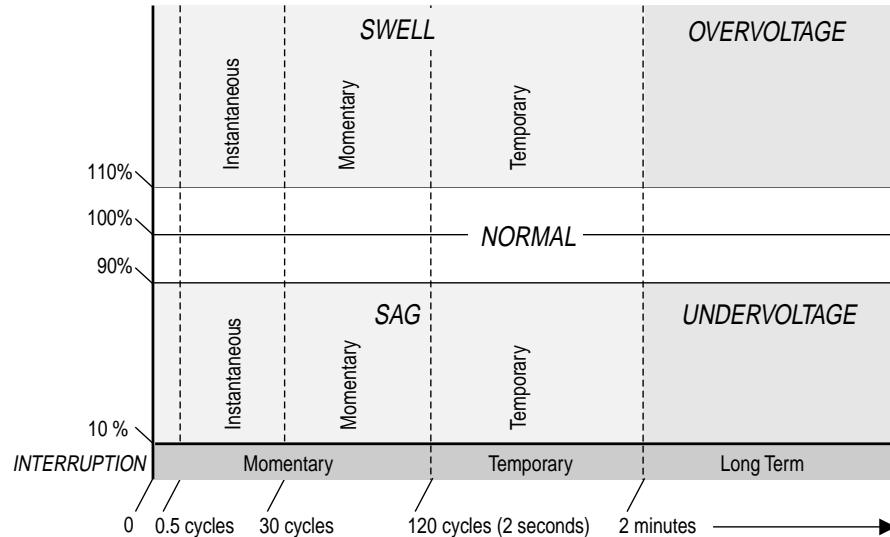 SWELL
OVERVOLTAGE
Instantaneous
Momentary
Temporary
110%
100%
NORMAL
90%
SAG
UNDERVOLTAGE
Instantaneous
Momentary
Temporary
10 %
INTERRUPTION
Momentary
Temporary
Long Term
0
0.5 cycles
30 cycles
120 cycles (2 seconds)
2 minutes